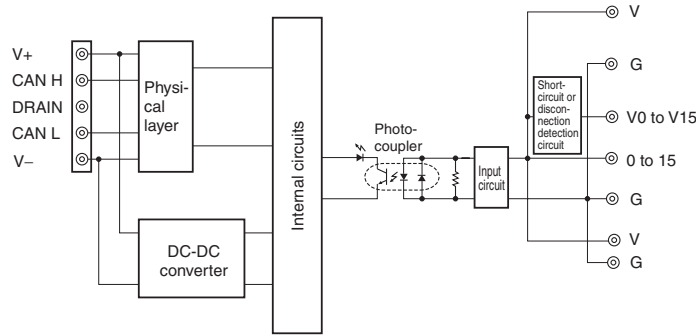 V+
CAN H
DRAIN
CAN L
V−
Physi-
cal
layer
DC-DC
converter
Internal circuits
Photo-
coupler
Input
circuit
Short-
circuit or
discon-
nection
detection
circuit
V
G
V0 to V15
0 to 15
G
V
G